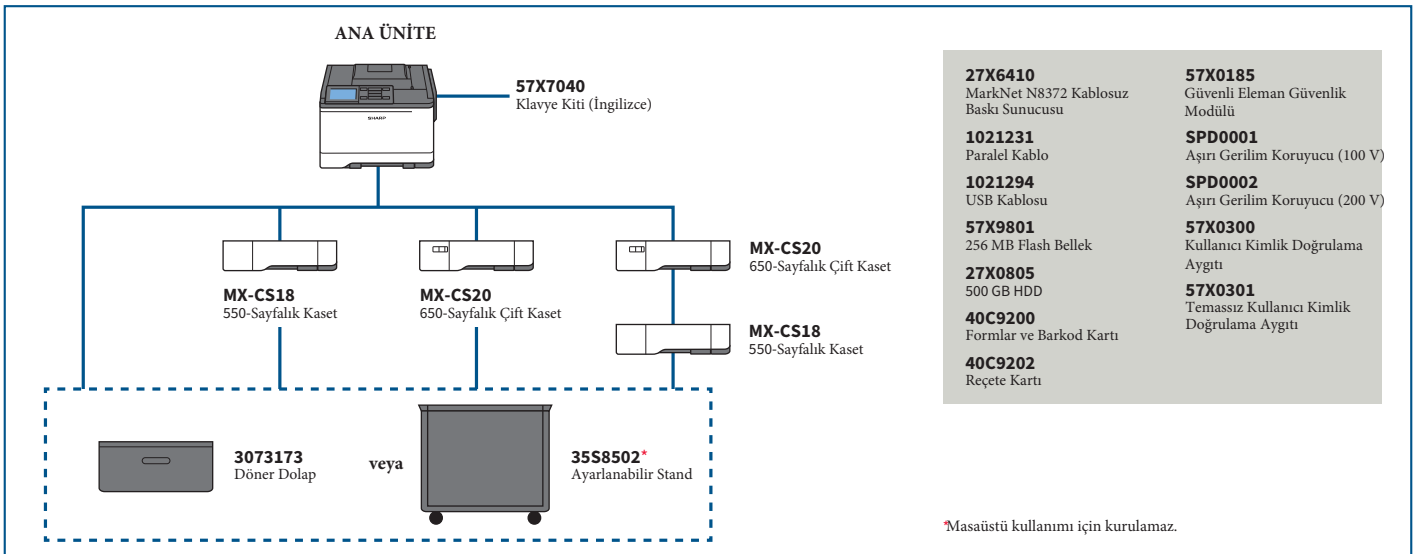 ANA ÜNİTE
SHARP
57X7040
Klavye Kiti (İngilizce)
MX-CS18
550-Sayfalık Kaset
MX-CS20
650-Sayfalık Çift Kaset
MX-CS20
650-Sayfalık Çift Kaset
MX-CS18
550-Sayfalık Kaset
3073173
Döner Dolap
veya
35S8502*
Ayarlanabilir Stand
27X6410
MarkNet N8372 Kablosuz
Baskı Sunucusu
1021231
Paralel Kablo
1021294
USB Kablosu
57X9801
256 MB Flash Bellek
27X0805
500 GB HDD
40C9200
Formlar ve Barkod Kartı
40C9202
Reçete Kartı
57X0185
Güvenli Eleman Güvenlik
Modülü
SPD0001
Aşırı Gerilim Koruyucu (100 V)
SPD0002
Aşırı Gerilim Koruyucu (200 V)
57X0300
Kullanıcı Kimlik Doğrulama
Aygıtı
57X0301
Temassız Kullanıcı Kimlik
Doğrulama Aygıtı
*Masaüstü kullanımı için kurulamaz.